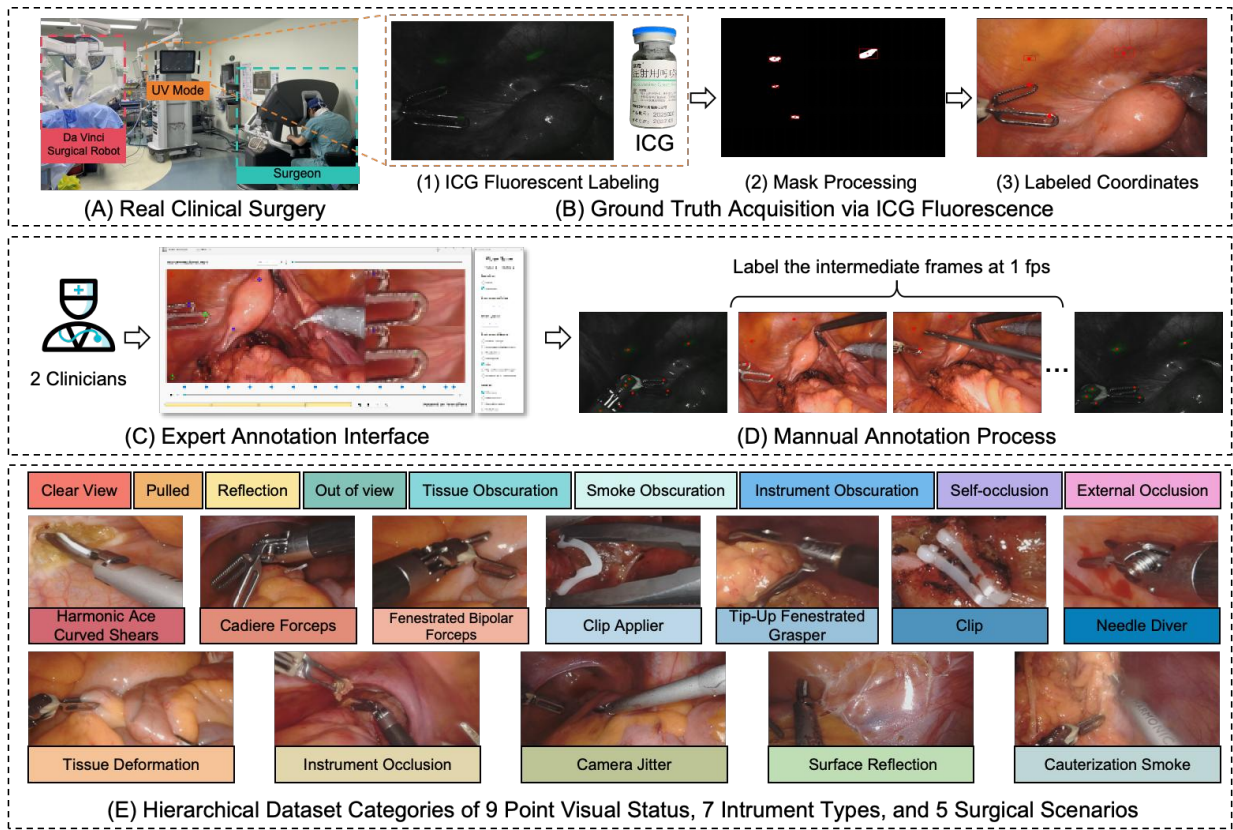 Da Vinci
Surgical Robot
UV Mode
Surgeon
(A) Real Clinical Surgery
注射用吲哚
ICG
(1) ICG Fluorescent Labeling
(2) Mask Processing
(3) Labeled Coordinates
(B) Ground Truth Acquisition via ICG Fluorescence
2 Clinicians
(C) Expert Annotation Interface
Label the intermediate frames at 1 fps
...
(D) Mannual Annotation Process
Clear View
Pulled
Reflection
Out of view
Tissue Obscuration
Smoke Obscuration
Instrument Obscuration
Self-occlusion
External Occlusion
Harmonic Ace
Curved Shears
Cadiere Forceps
Fenestrated Bipolar
Forceps
Clip Applier
Tip-Up Fenestrated
Grasper
Clip
Needle Diver
Tissue Deformation
Instrument Occlusion
Camera Jitter
Surface Reflection
Cauterization Smoke
(E) Hierarchical Dataset Categories of 9 Point Visual Status, 7 Intrument Types, and 5 Surgical Scenarios